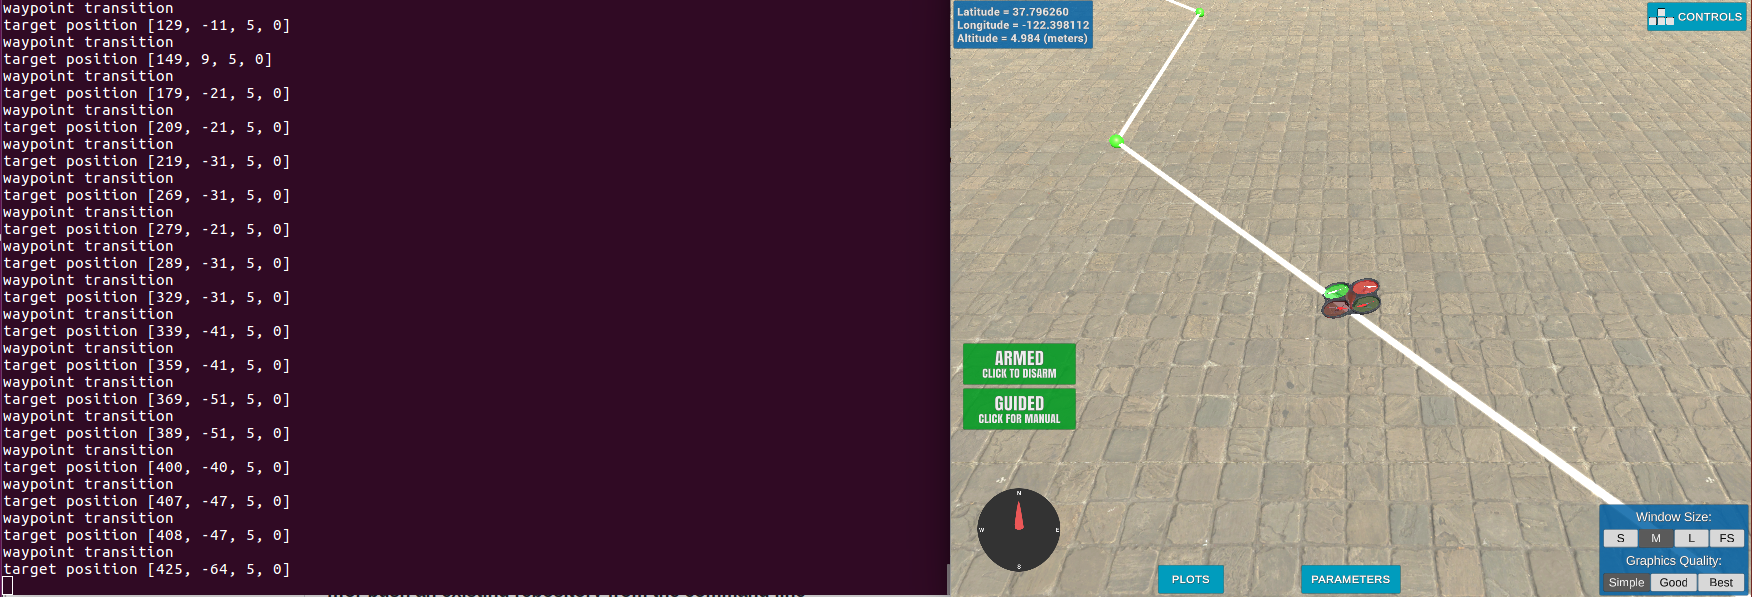 waypoint transition
target position [129, -11, 5, 0]
waypoint transition
target position [149, 9, 5, 0]
waypoint transition
target position [179, -21, 5, 0]
waypoint transition
target position [209, -21, 5, 0]
waypoint transition
target position [219, -31, 5, 0]
waypoint transition
target position [269, -31, 5, 0]
waypoint transition
target position [279, -21, 5, 0]
waypoint transition
target position [289, -31, 5, 0]
waypoint transition
target position [329, -31, 5, 0]
waypoint transition
target position [339, -41, 5, 0]
waypoint transition
target position [359, -41, 5, 0]
waypoint transition
target position [369, -51, 5, 0]
waypoint transition
target position [389, -51, 5, 0]
waypoint transition
target position [400, -40, 5, 0]
waypoint transition
target position [407, -47, 5, 0]
waypoint transition
target position [408, -47, 5, 0]
waypoint transition
target position [425, -64, 5, 0]
Latitude = 37.796260
Longitude = -122.398112
Altitude = 4.984 (meters)
CONTROLS
ARMED
CLICK TO DISARM
GUIDED
CLICK FOR MANUAL
N
W E
S
PLOTS
PARAMETERS
Window Size:
S M L FS
Graphics Quality:
Simple Good Best